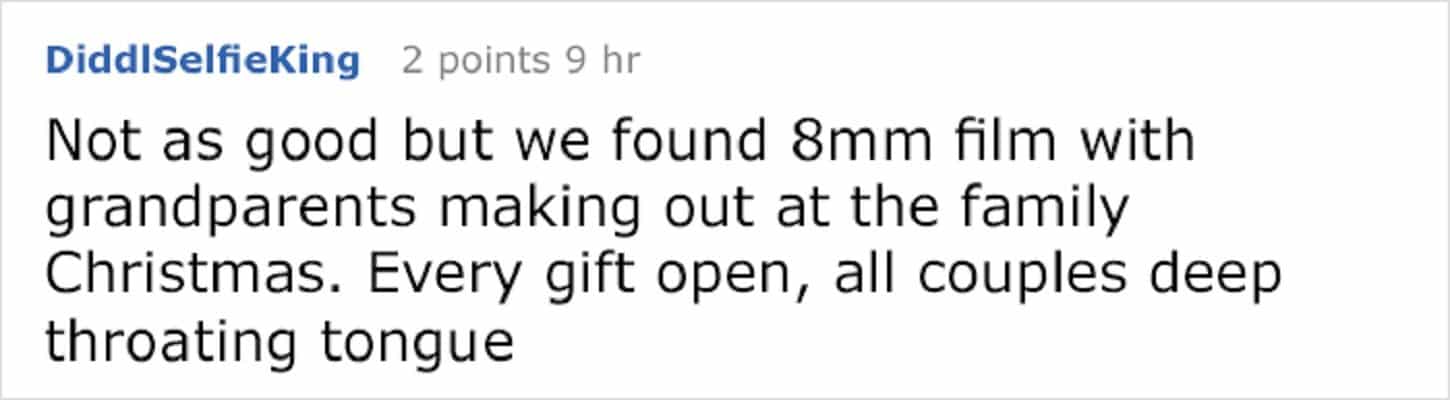 DiddlSelfieKing 2 points 9 hr
Not as good but we found 8mm film with
grandparents making out at the family
Christmas. Every gift open, all couples deep
throating tongue